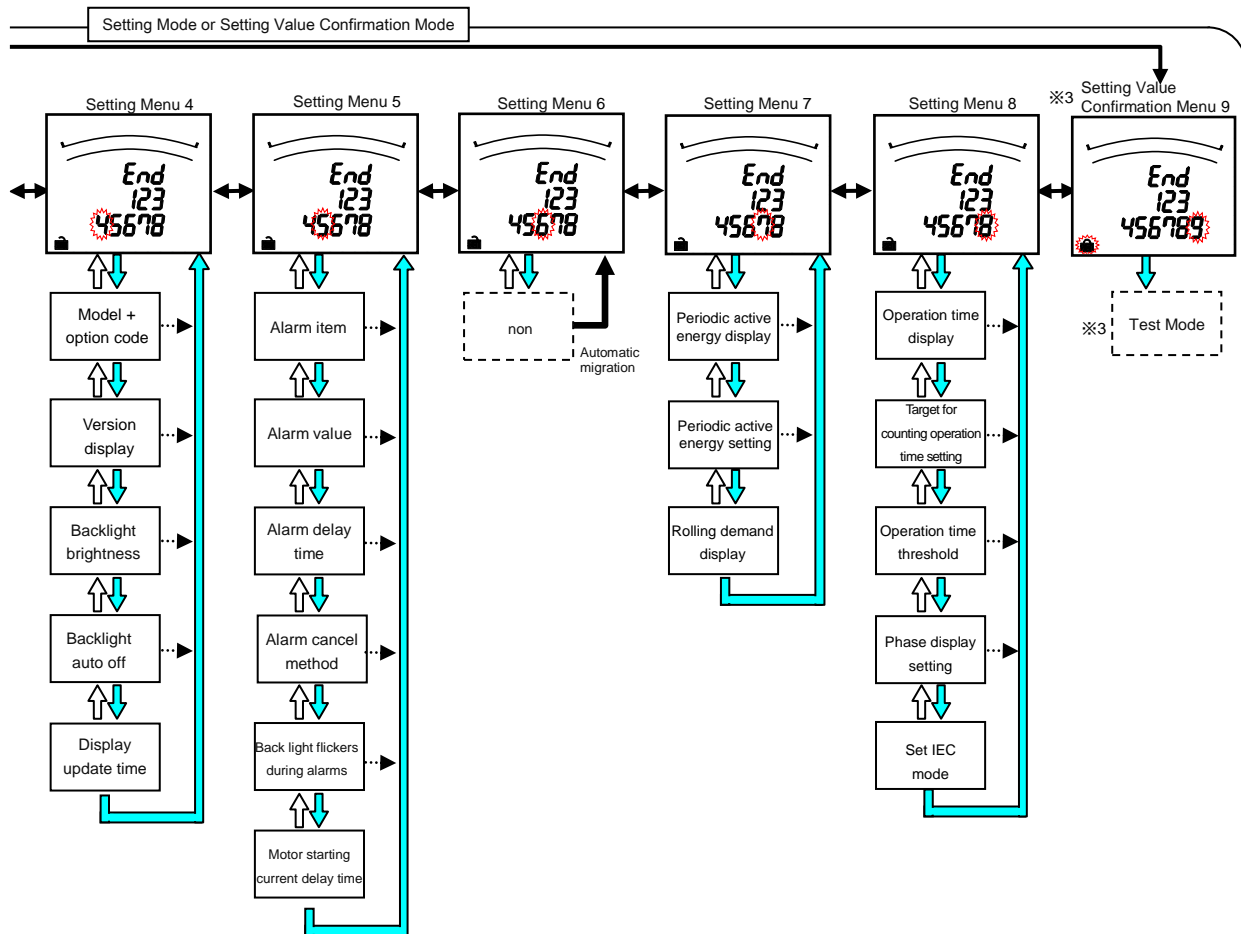 Setting Mode or Setting Value Confirmation Mode
Setting Menu 4
End
123
45678
Model +
option code
Version
display
Backlight
brightness
Backlight
auto off
Display
update time
Setting Menu 5
End
123
45678
Alarm item
Alarm value
Alarm delay
time
Alarm cancel
method
Back light flickers
during alarms
Motor starting
current delay time
Setting Menu 6
End
123
45678
non
Automatic
migration
Setting Menu 7
End
123
45678
Periodic active
energy display
Periodic active
energy setting
Rolling demand
display
Setting Menu 8
End
123
45678
Operation time
display
Target for
counting operation
time setting
Operation time
threshold
Phase display
setting
Set IEC
mode
※3 Setting Value
Confirmation Menu 9
End
123
456789
※3 Test Mode